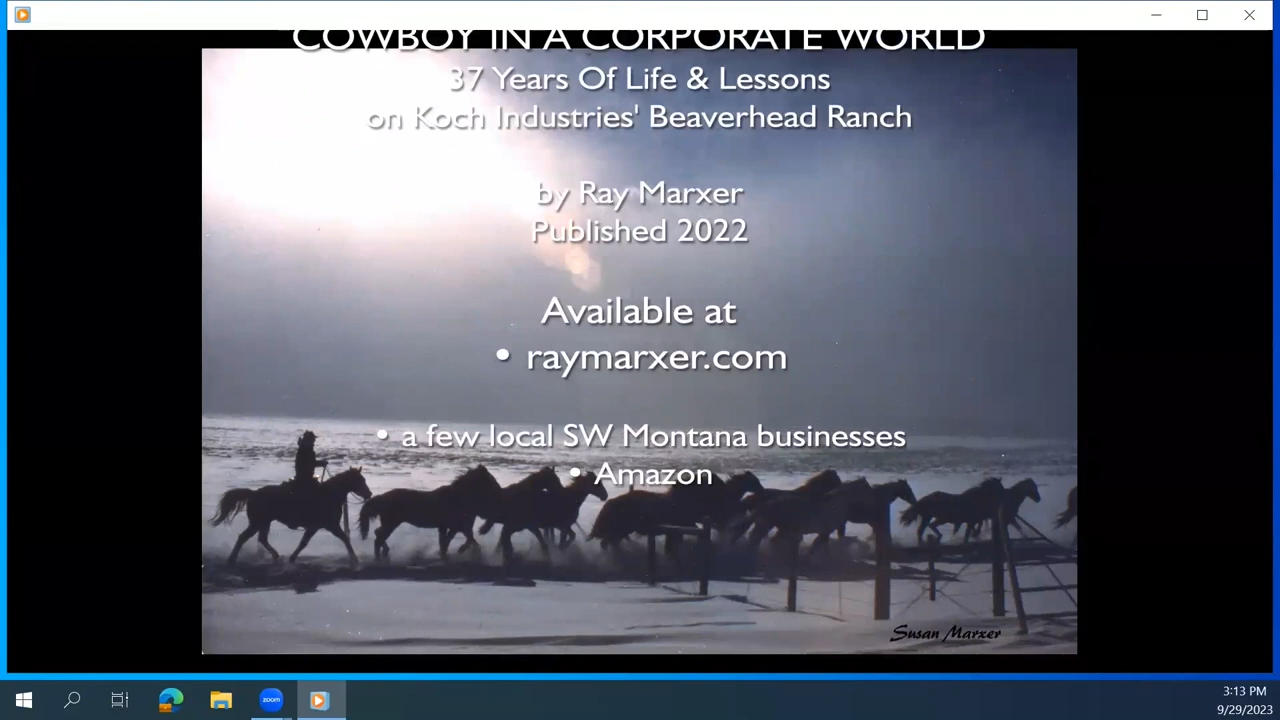 COWBOY IN A CORPORATE WORLD
37 Years Of Life & Lessons
on Koch Industries' Beaverhead Ranch
by Ray Marxer
Published 2022
Available at
• raymarxer.com
• a few local SW Montana businesses
• Amazon
Susan Marxer
zoom
3:13 PM
9/29/2023